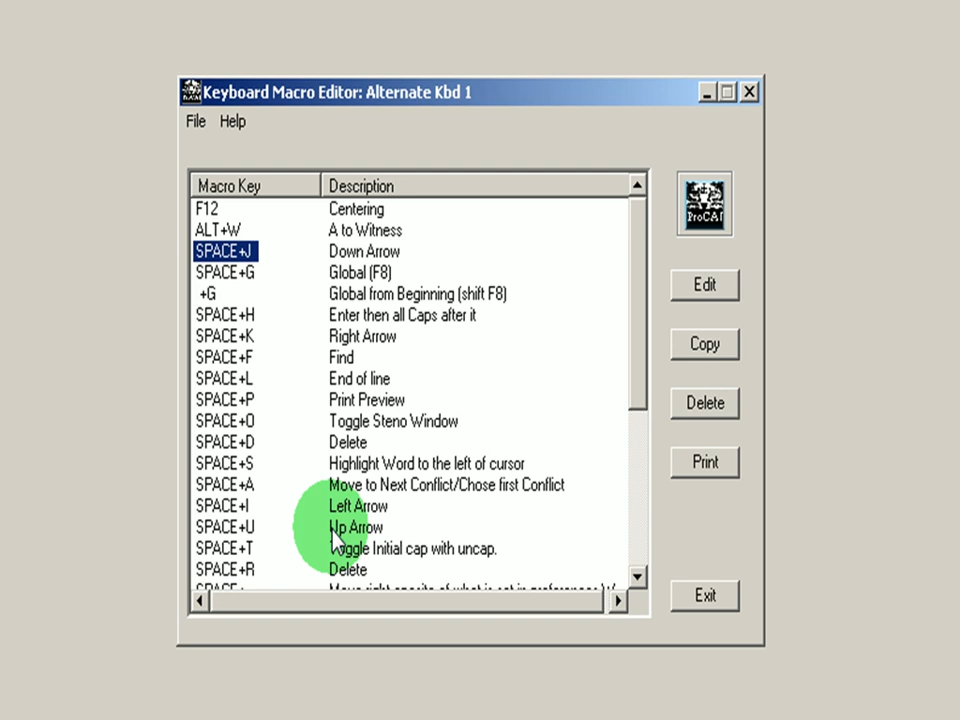 Keyboard Macro Editor: Alternate Kbd 1
File Help
Macro Key Description
F12 Centering
ALT+W A to Witness
SPACE+J Down Arrow
SPACE+G Global (F8)
+G Global from Beginning (shift F8)
SPACE+H Enter then all Caps after it
SPACE+K Right Arrow
SPACE+F Find
SPACE+L End of line
SPACE+P Print Preview
SPACE+O Toggle Steno Window
SPACE+D Delete
SPACE+S Highlight Word to the left of cursor
SPACE+A Move to Next Conflict/Chose first Conflict
SPACE+I Left Arrow
SPACE+U Up Arrow
SPACE+T Toggle Initial cap with uncap.
SPACE+R Delete
ProCAT
Edit
Copy
Delete
Print
Exit